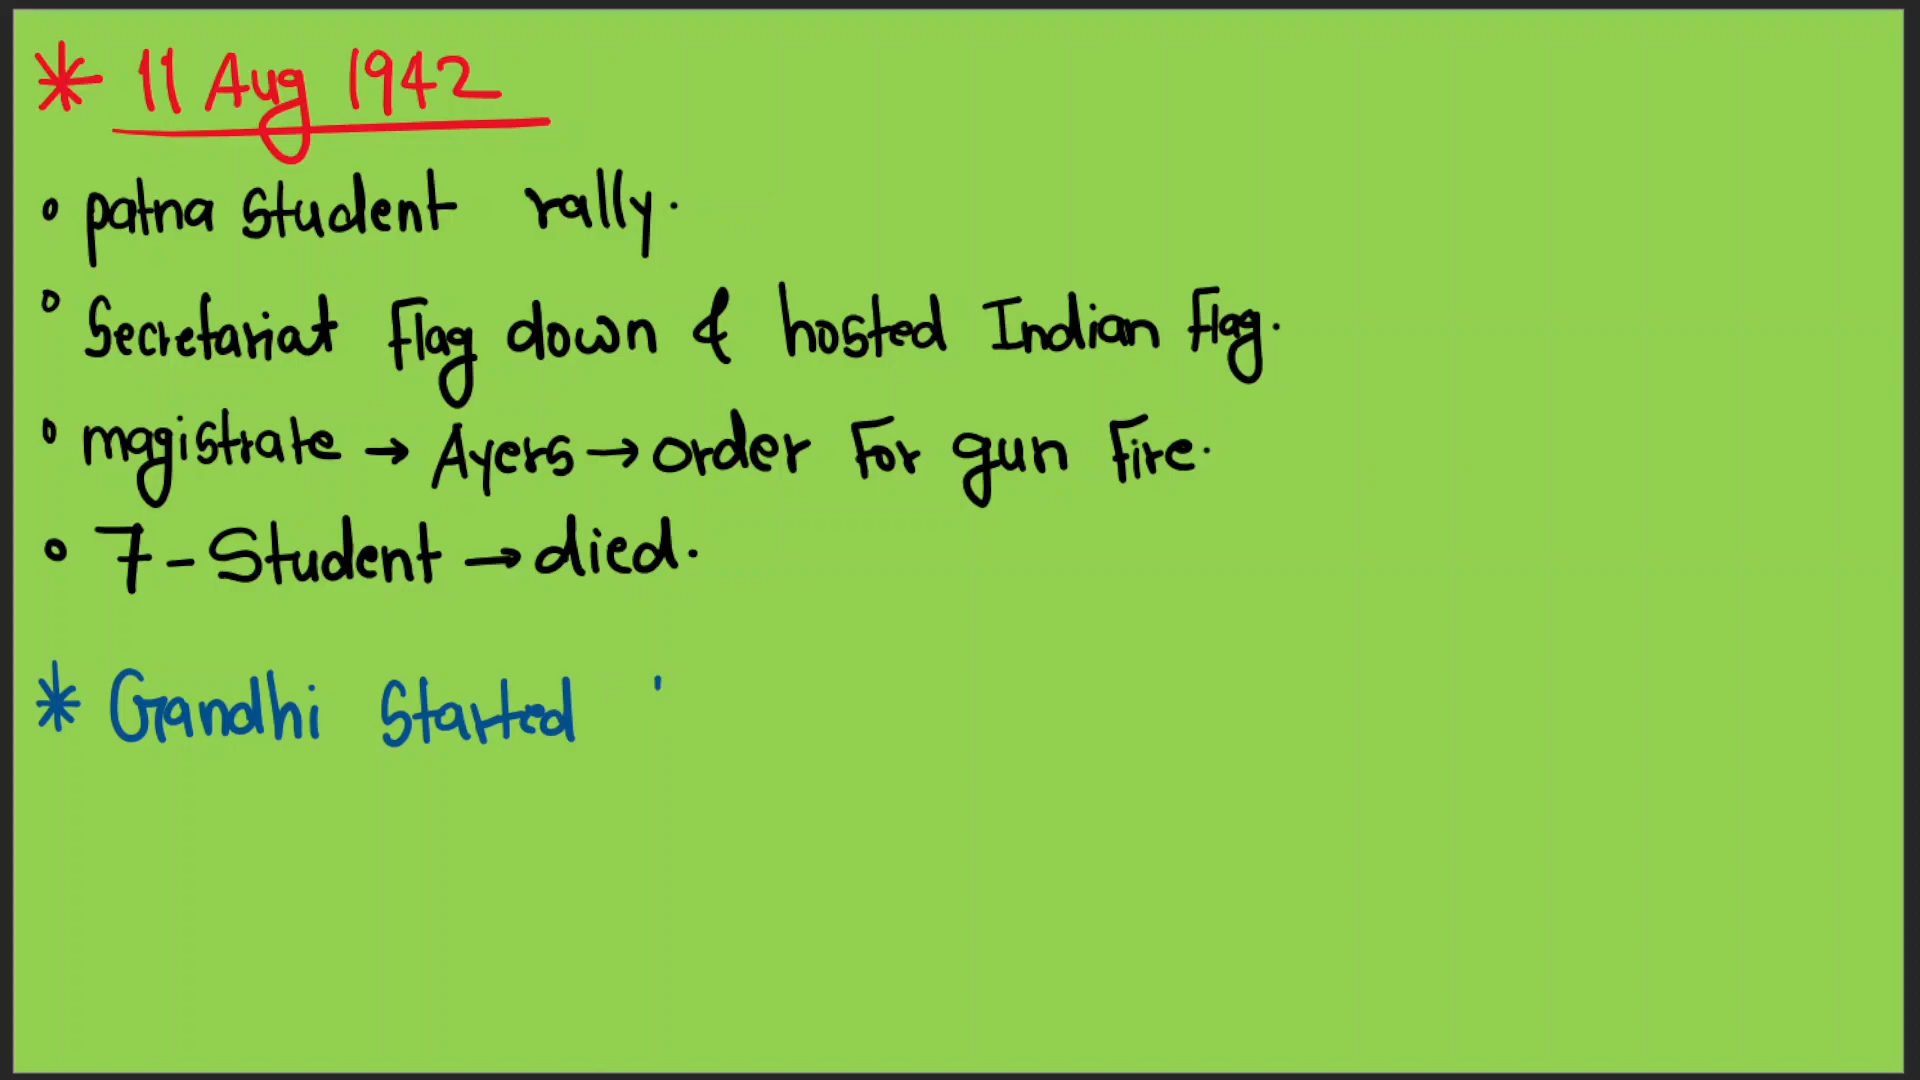 * 11 Aug 1942
• patna student rally.
• Secretariat flag down & hosted Indian flag.
• magistrate → Ayers → order for gun fire.
• 7 - Student → died.
* Gandhi Started '